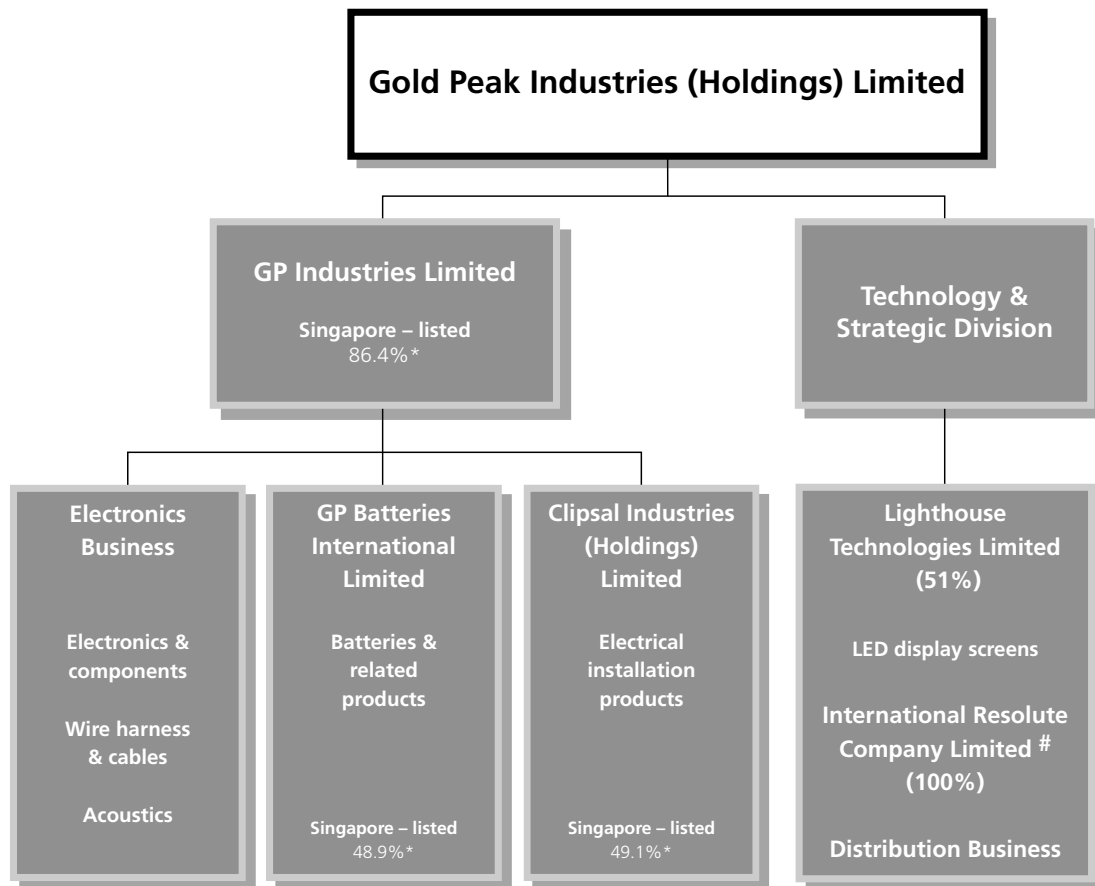 Gold Peak Industries (Holdings) Limited
GP Industries Limited
Singapore – listed
86.4%*
Technology &
Strategic Division
Electronics
Business
Electronics &
components
Wire harness
& cables
Acoustics
GP Batteries
International
Limited
Batteries &
related
products
Singapore – listed
48.9%*
Clipsal Industries
(Holdings)
Limited
Electrical
installation
products
Singapore – listed
49.1%*
Lighthouse
Technologies Limited
(51%)
LED display screens
International Resolute
Company Limited #
(100%)
Distribution Business